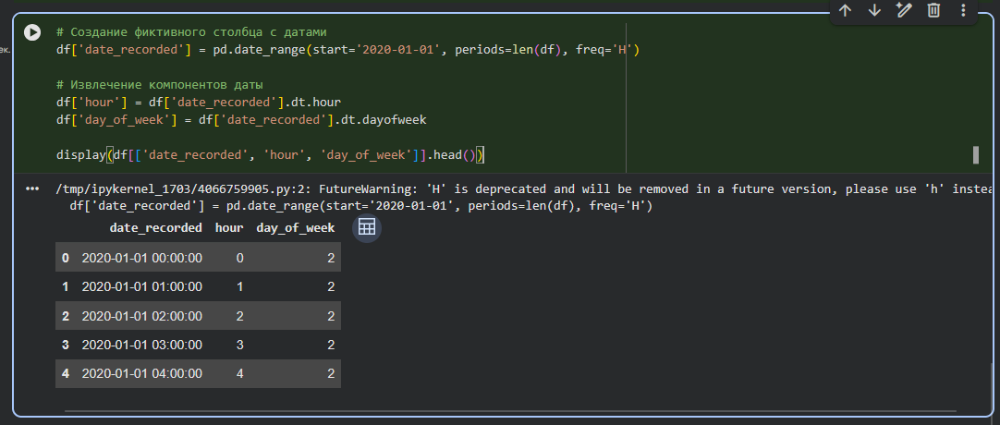 # Создание фиктивного столбца с датами
df['date_recorded'] = pd.date_range(start='2020-01-01', periods=len(df), freq='H')
ек.
# Извлечение компонентов даты
df['hour'] = df['date_recorded'].dt.hour
df['day_of_week'] = df['date_recorded'].dt.dayofweek
display(df[['date_recorded', 'hour', 'day_of_week']].head())
/tmp/ipykernel_1703/4066759905.py:2: FutureWarning: 'H' is deprecated and will be removed in a future version, please use 'h' instea
df['date_recorded'] = pd.date_range(start='2020-01-01', periods=len(df), freq='H')
date_recorded hour day_of_week
0 2020-01-01 00:00:00 0 2
1 2020-01-01 01:00:00 1 2
2 2020-01-01 02:00:00 2 2
3 2020-01-01 03:00:00 3 2
4 2020-01-01 04:00:00 4 2